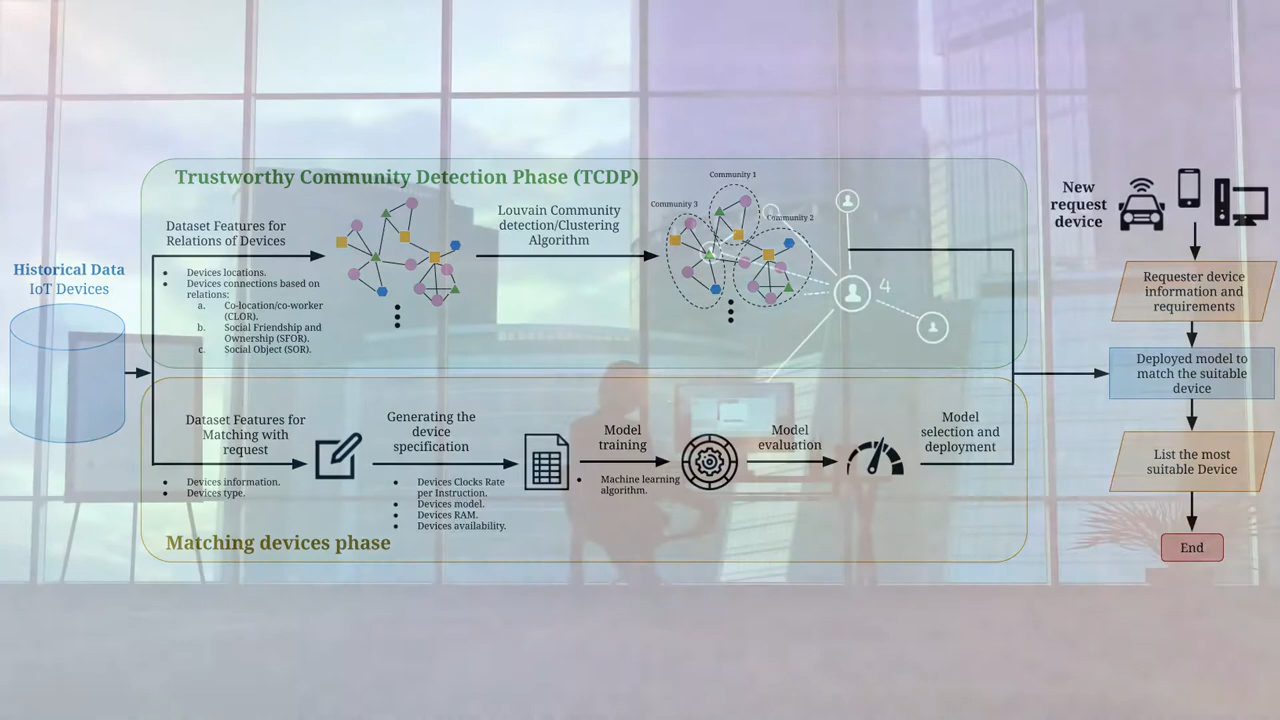 Trustworthy Community Detection Phase (TCDP)
Historical Data
IoT Devices
Dataset Features for
Relations of Devices
Devices locations.
Devices connections based on
relations:
a. Co-location/co-worker
(CLOR).
b. Social Friendship and
Ownership (SFOR).
c. Social Object (SOR).
Louvain Community
detection/Clustering
Algorithm
Community 1
Community 3
Community 2
4
Dataset Features for
Matching with
request
Devices information.
Devices type.
Generating the
device
specification
Devices Clocks Rate
per Instruction.
Devices model.
Devices RAM.
Devices availability.
Model
training
Machine learning
algorithm.
Model
evaluation
Model
selection and
deployment
Matching devices phase
New
request
device
Requester device
information and
requirements
Deployed model to
match the suitable
device
List the most
suitable Device
End